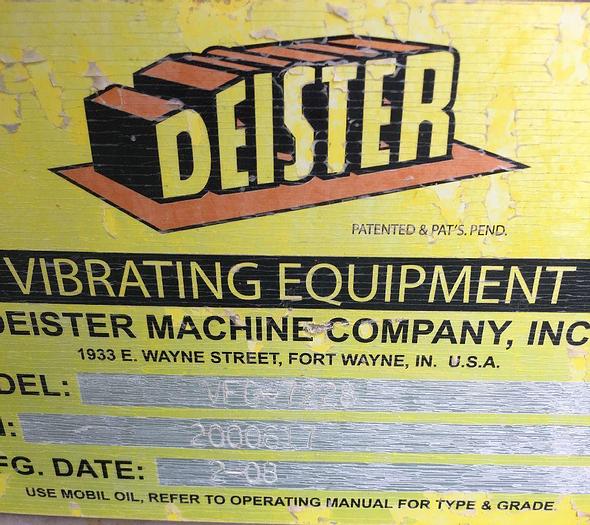 DEISTER
PATENTED & PAT'S. PEND.
VIBRATING EQUIPMENT
DEISTER MACHINE COMPANY, INC
1933 E. WAYNE STREET, FORT WAYNE, IN. U.S.A.
DEL:
N:
2000617
FG. DATE: 2-08
USE MOBIL OIL, REFER TO OPERATING MANUAL FOR TYPE & GRADE.